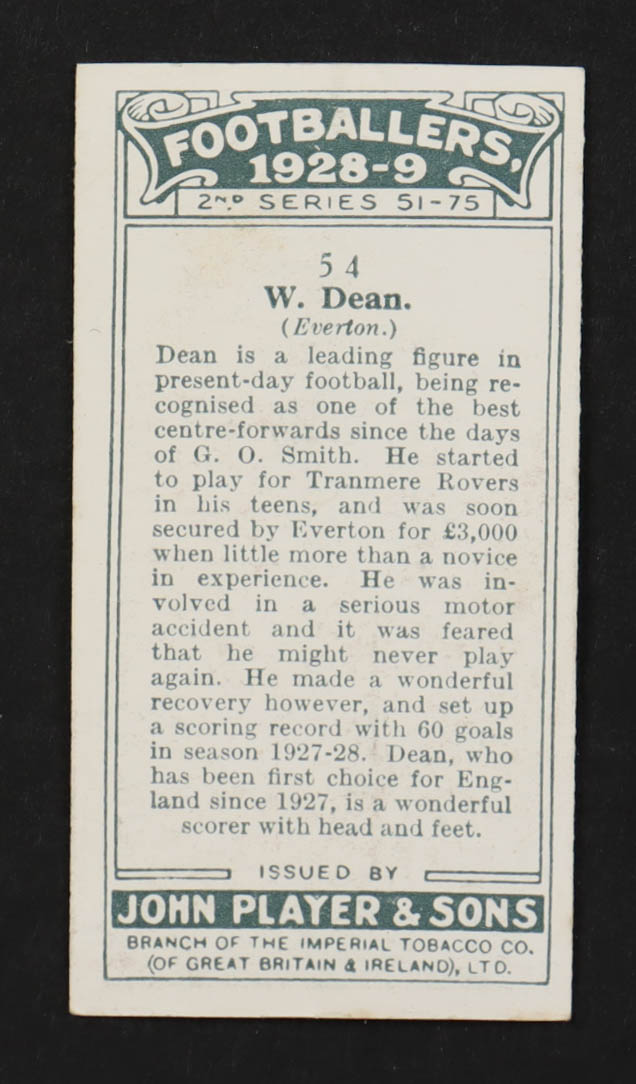 FOOTBALLERS,
1928-9
2ND SERIES 51-75
54
W. Dean.
(Everton.)
Dean is a leading figure in
present-day football, being re-
cognised as one of the best
centre-forwards since the days
of G. O. Smith. He started
to play for Tranmere Rovers
in his teens, and was soon
secured by Everton for £3,000
when little more than a novice
in experience. He was in-
volved in a serious motor
accident and it was feared
that he might never play
again. He made a wonderful
recovery however, and set up
a scoring record with 60 goals
in season 1927-28. Dean, who
has been first choice for Eng-
land since 1927, is a wonderful
scorer with head and feet.
ISSUED BY
JOHN PLAYER & SONS
BRANCH OF THE IMPERIAL TOBACCO CO.
(OF GREAT BRITAIN & IRELAND), LTD.